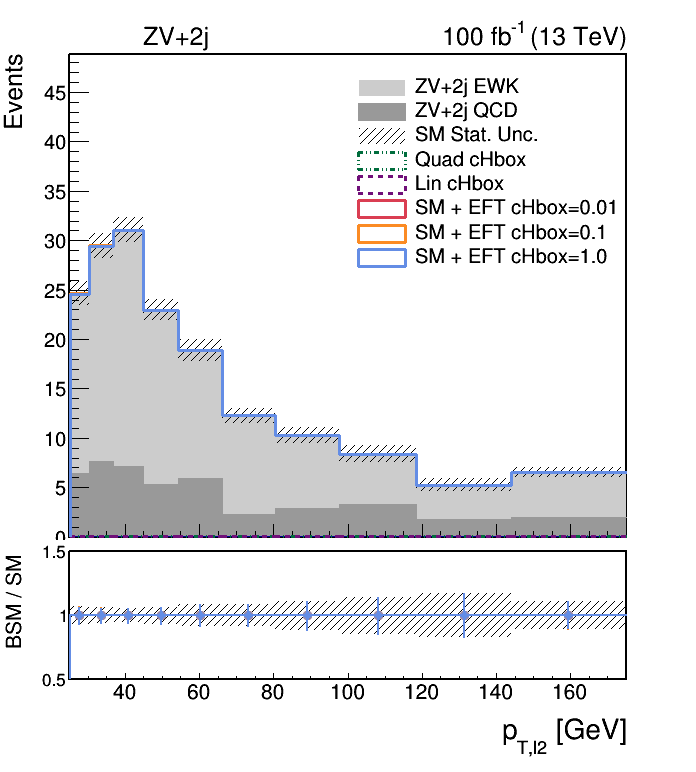 ZV+2j 100 fb-1 (13 TeV)
Events
45
40
35
30
25
20
15
10
5
0
ZV+2j EWK
ZV+2j QCD
SM Stat. Unc.
Quad cHbox
Lin cHbox
SM + EFT cHbox=0.01
SM + EFT cHbox=0.1
SM + EFT cHbox=1.0
BSM / SM
1.5
1
0.5
40 60 80 100 120 140 160
pT,l2 [GeV]